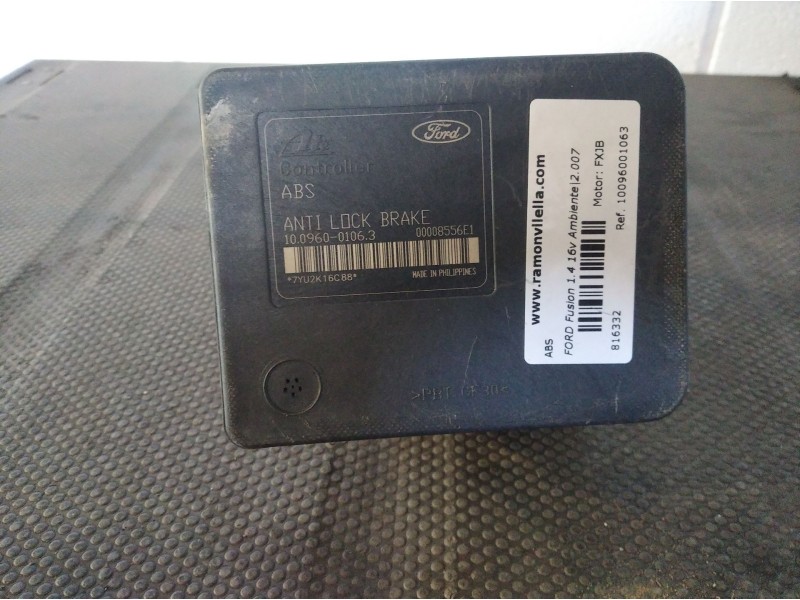 Ate
Ford
Controller
ABS
ANTI LOCK BRAKE
10.0960-0106.3 00008556E1
*7YU2K16C88*
MADE IN PHILIPPINES
>PBT GF30<
www.ramonvilella.com
ABS
FORD Fusion 1.4 16v Ambiente|2.007
Motor: FXJB
816332
Ref. 10096001063